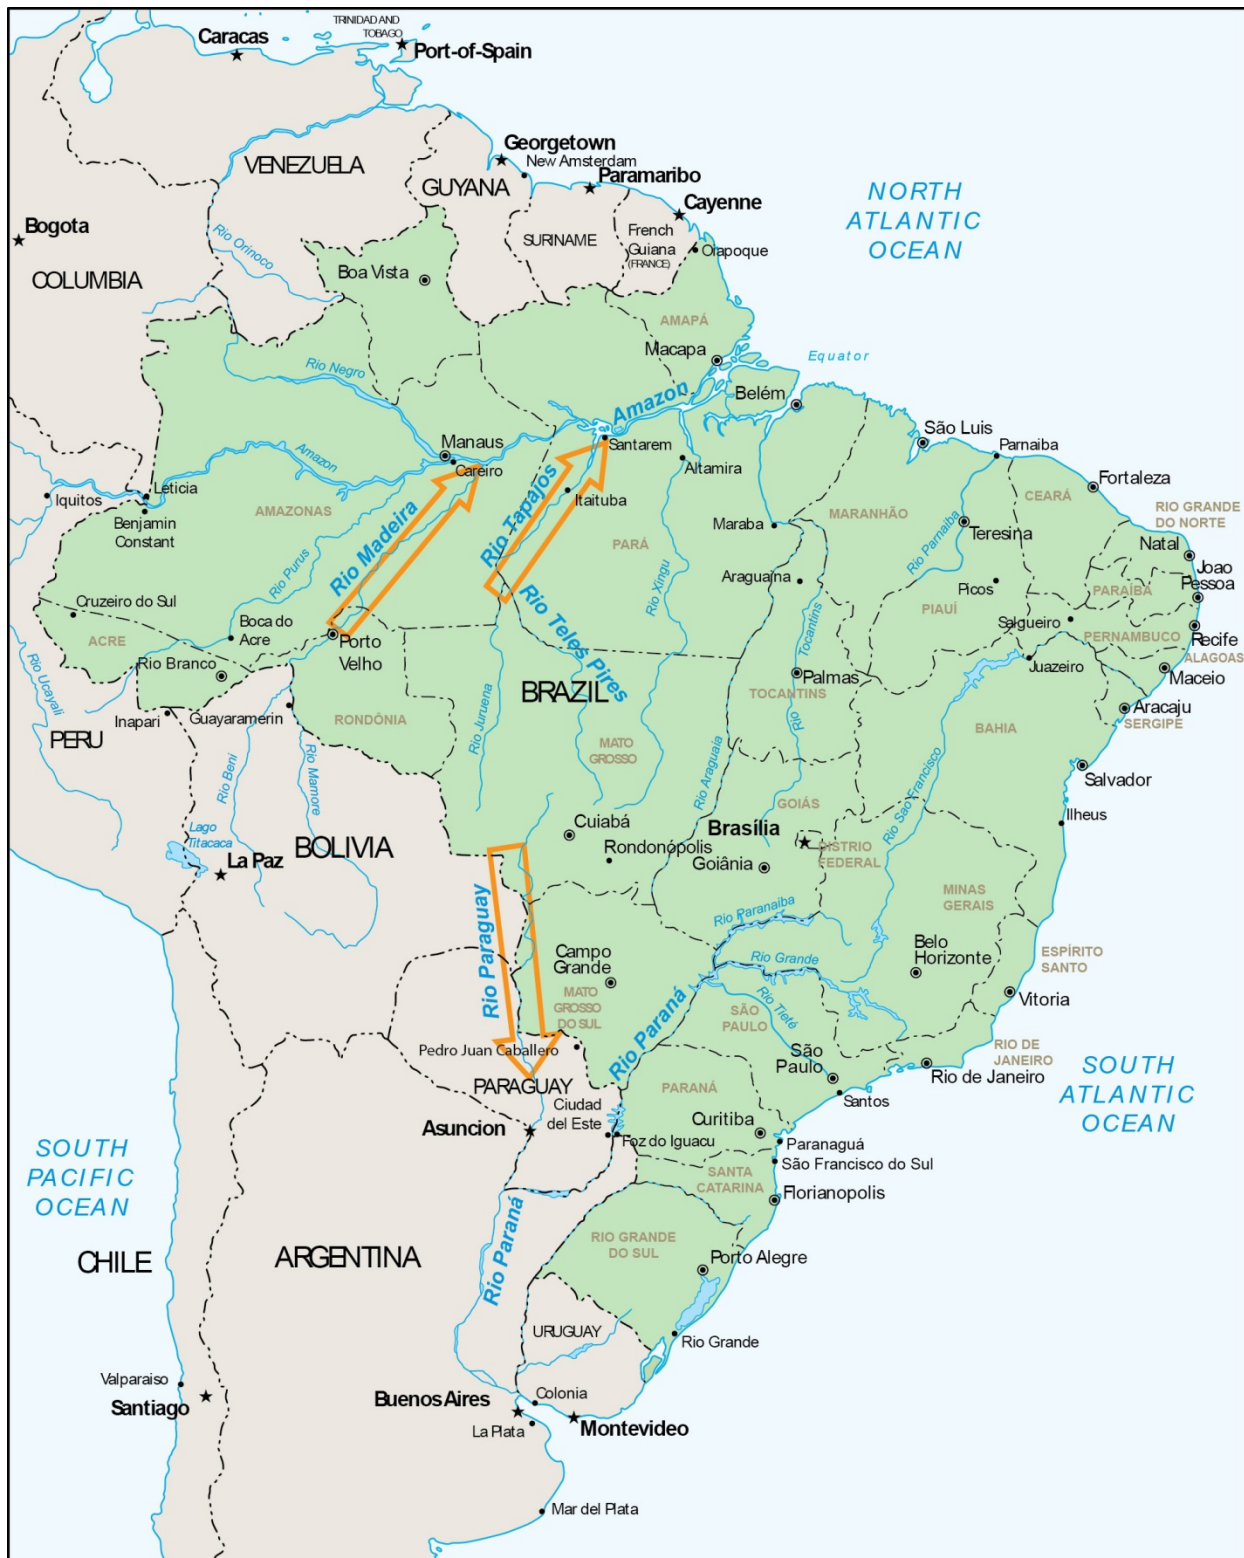 TRINIDAD AND
TOBAGO
Caracas
Port-of-Spain
Georgetown
New Amsterdam
VENEZUELA
Paramaribo
GUYANA
Cayenne
NORTH
ATLANTIC
OCEAN
Bogota
Rio Orinoco
SURINAME
French
Guiana
(FRANCE)
Oiapoque
COLUMBIA
Boa Vista
AMAPÁ
Macapa
Equator
Rio Negro
Amazon
Belém
São Luis
Manaus
Careiro
Santarem
Altamira
Parnaiba
Amazon
Fortaleza
Iquitos
Leticia
Itaituba
CEARÁ
RIO GRANDE
DO NORTE
Benjamin
Constant
AMAZONAS
Rio Madeira
Rio Tapajos
Maraba
MARANHÃO
Rio Parnaiba
Teresina
Natal
PARÁ
Joao
Pessoa
Rio Purus
Rio Xingu
Araguaina
Picos
PARAÍBA
Cruzeiro do Sul
Rio Teles Pires
Rio Tocantins
PIAUÍ
Salgueiro
PERNAMBUCO
Recife
ACRE
Boca do
Acre
Porto
Velho
Juazeiro
ALAGOAS
Maceio
Rio Branco
BRAZIL
Palmas
TOCANTINS
Rio Ucayali
Inapari
Guayaramerin
RONDÔNIA
Rio Juruena
Aracaju
SERGIPE
PERU
BAHIA
MATO
GROSSO
Rio Beni
Rio Mamore
Rio Araguaia
Rio Sao Francisco
Salvador
GOIÁS
Ilheus
Lago
Titacaca
La Paz
BOLIVIA
Cuiabá
Brasília
Rondonópolis
Goiânia
DISTRIO
FEDERAL
MINAS
GERAIS
Rio Paraguay
Rio Paranaiba
Belo
Horizonte
ESPÍRITO
SANTO
Campo
Grande
Rio Grande
MATO
GROSSO
DO SUL
Rio Paraná
Rio Tieté
Vitoria
SÃO
PAULO
RIO DE
JANEIRO
Pedro Juan Caballero
São
Paulo
Rio de Janeiro
SOUTH
ATLANTIC
OCEAN
PARAGUAY
PARANÁ
Santos
Ciudad
del Este
Asuncion
Foz do Iguacu
Curitiba
Paranaguá
São Francisco do Sul
SOUTH
PACIFIC
OCEAN
SANTA
CATARINA
Florianopolis
Rio Paraná
CHILE
ARGENTINA
RIO GRANDE
DO SUL
Porto Alegre
URUGUAY
Rio Grande
Valparaiso
Santiago
Buenos Aires
Colonia
La Plata
Montevideo
Mar del Plata